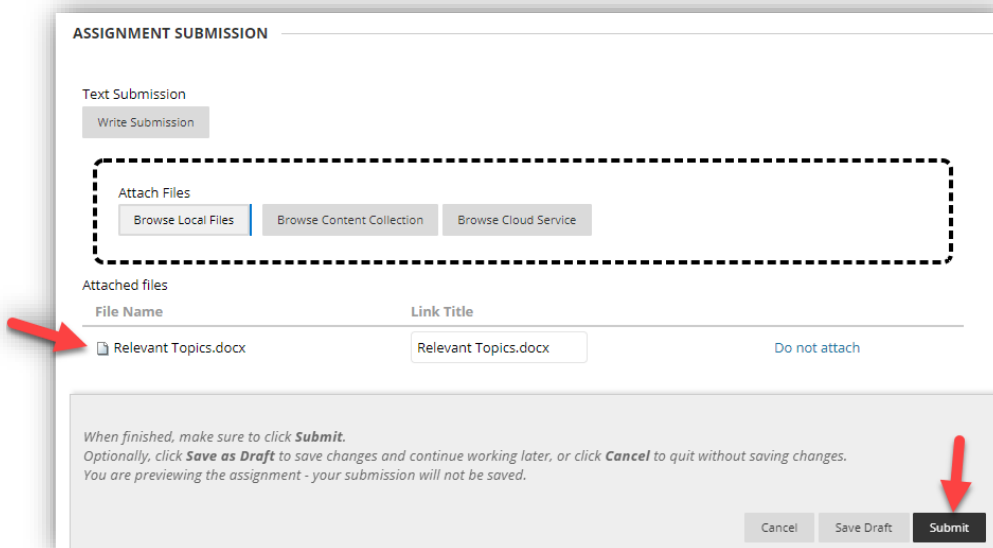 ASSIGNMENT SUBMISSION
Text Submission
Write Submission
Attach Files
Browse Local Files Browse Content Collection Browse Cloud Service
Attached files
File Name Link Title
Relevant Topics.docx Relevant Topics.docx Do not attach
When finished, make sure to click Submit.
Optionally, click Save as Draft to save changes and continue working later, or click Cancel to quit without saving changes.
You are previewing the assignment - your submission will not be saved.
Cancel Save Draft Submit